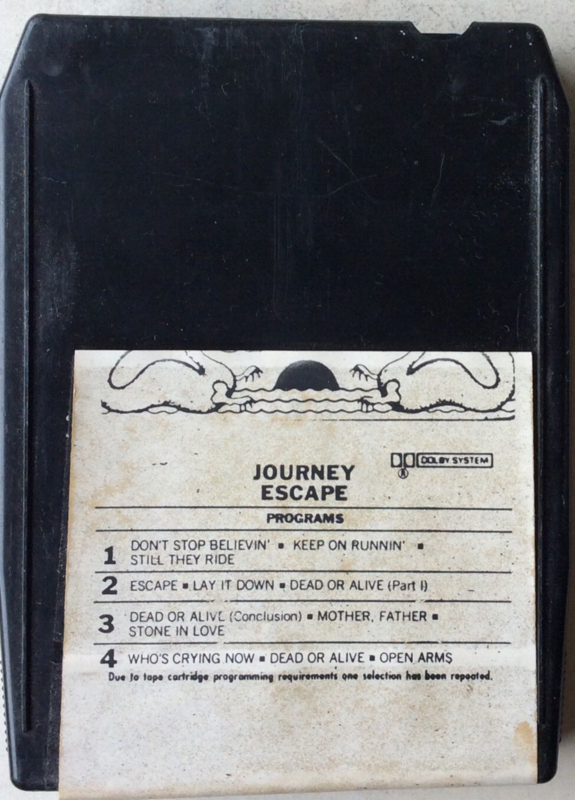 DOLBY SYSTEM
®
JOURNEY
ESCAPE
PROGRAMS
1 DON'T STOP BELIEVIN' ▪ KEEP ON RUNNIN' ▪
STILL THEY RIDE
2 ESCAPE ▪ LAY IT DOWN ▪ DEAD OR ALIVE (Part I)
3 DEAD OR ALIVE (Conclusion) ▪ MOTHER, FATHER ▪
STONE IN LOVE
4 WHO'S CRYING NOW ▪ DEAD OR ALIVE ▪ OPEN ARMS
Due to tape cartridge programming requirements one selection has been repeated.